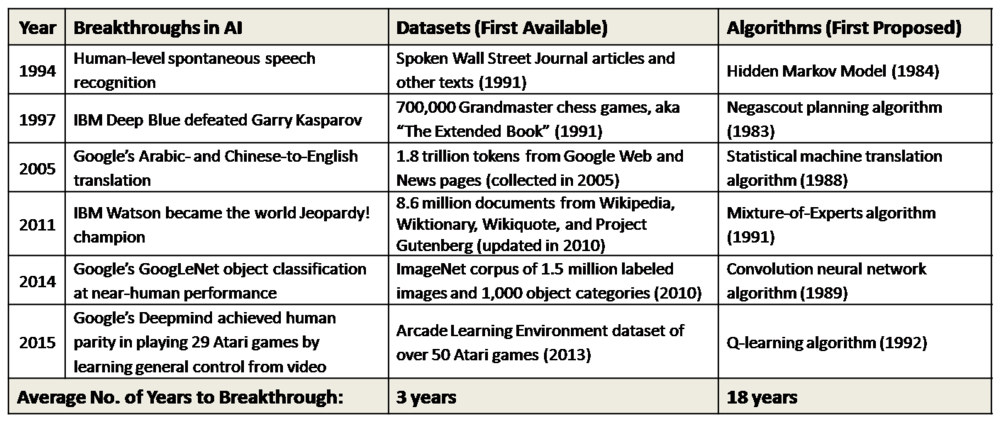 Year Breakthroughs in AI Datasets (First Available) Algorithms (First Proposed)
1994
Human-level spontaneous speech
recognition
Spoken Wall Street Journal articles and
other texts (1991)
Hidden Markov Model (1984)
1997
IBM Deep Blue defeated Garry Kasparov
700,000 Grandmaster chess games, aka
“The Extended Book” (1991)
Negascout planning algorithm
(1983)
2005
Google’s Arabic- and Chinese-to-English
translation
1.8 trillion tokens from Google Web and
News pages (collected in 2005)
Statistical machine translation
algorithm (1988)
2011
IBM Watson became the world Jeopardy!
champion
8.6 million documents from Wikipedia,
Wiktionary, Wikiquote, and Project
Gutenberg (updated in 2010)
Mixture-of-Experts algorithm
(1991)
2014
Google’s GoogLeNet object classification
at near-human performance
ImageNet corpus of 1.5 million labeled
images and 1,000 object categories (2010)
Convolution neural network
algorithm (1989)
2015
Google’s Deepmind achieved human
parity in playing 29 Atari games by
learning general control from video
Arcade Learning Environment dataset of
over 50 Atari games (2013)
Q-learning algorithm (1992)
Average No. of Years to Breakthrough: 3 years 18 years